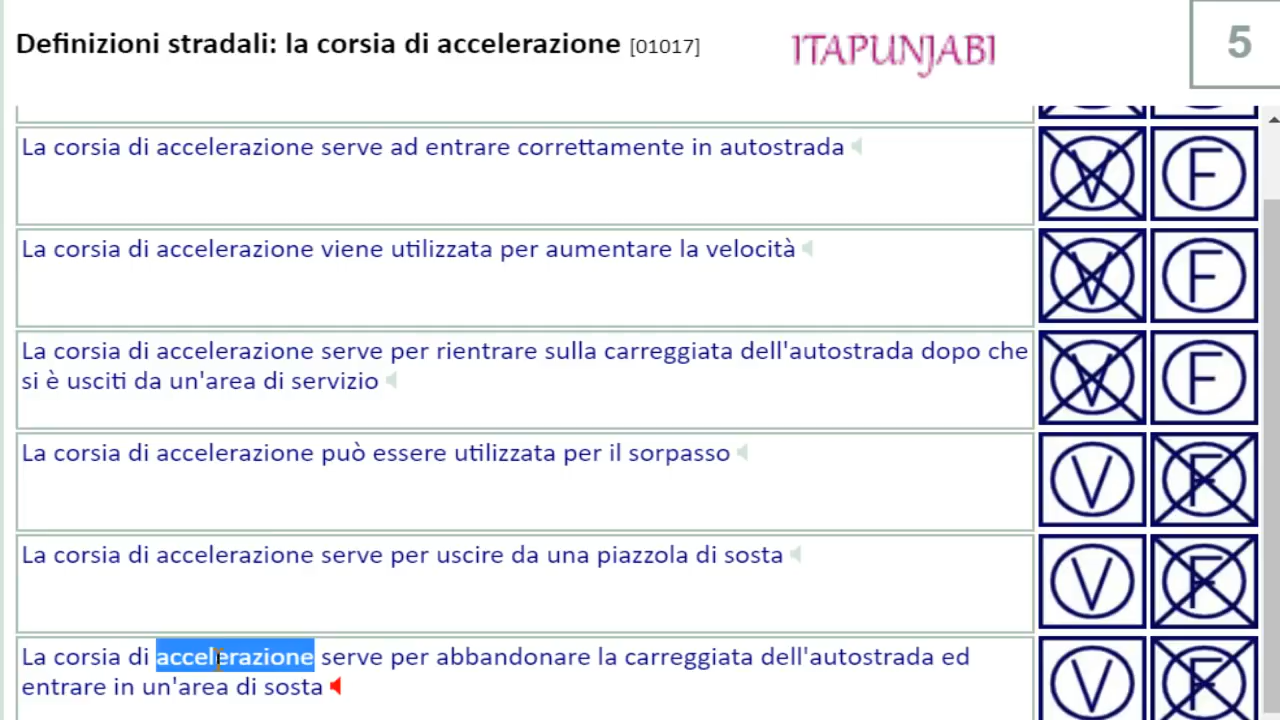 Definizioni stradali: la corsia di accelerazione [01017]
ITAPUNJABI
5
La corsia di accelerazione serve ad entrare correttamente in autostrada
V F
La corsia di accelerazione viene utilizzata per aumentare la velocità
V F
La corsia di accelerazione serve per rientrare sulla carreggiata dell'autostrada dopo che
si è usciti da un'area di servizio
V F
La corsia di accelerazione può essere utilizzata per il sorpasso
V F
La corsia di accelerazione serve per uscire da una piazzola di sosta
V F
La corsia di accelerazione serve per abbandonare la carreggiata dell'autostrada ed
entrare in un'area di sosta
V F